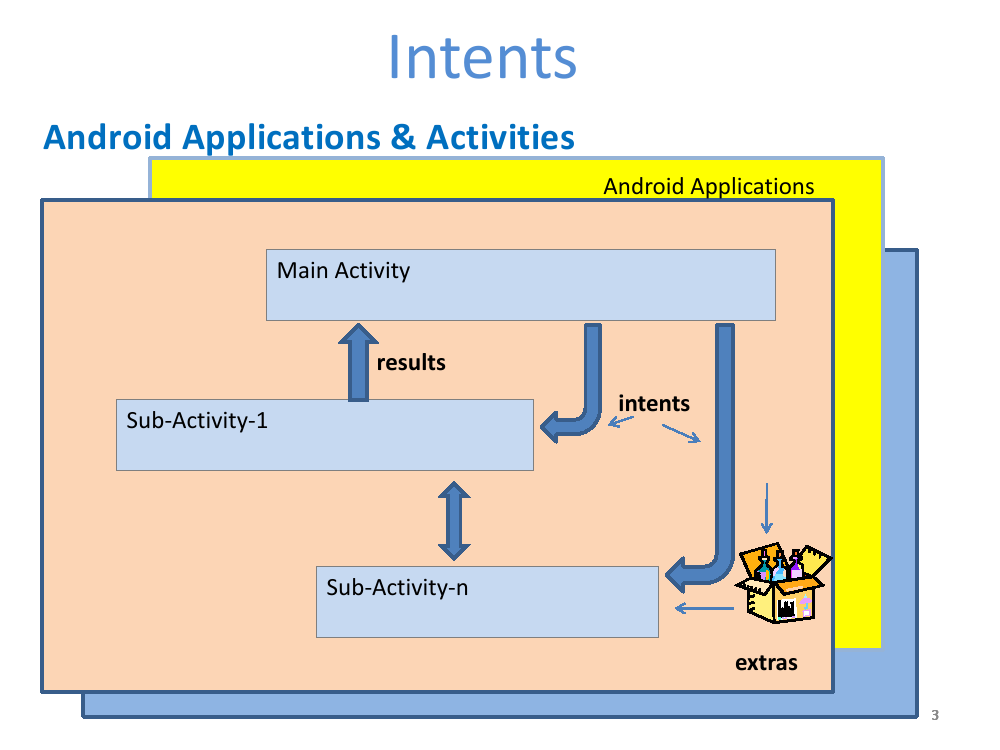 Intents
Android Applications & Activities
Android Applications
Main Activity
results
intents
Sub-Activity-1
Sub-Activity-n
extras
3